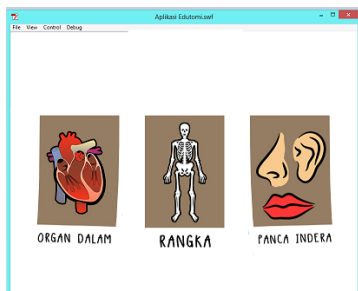 Aplikasi Edutomi.swf
File View Control Debug
ORGAN DALAM
RANGKA
PANCA INDERA